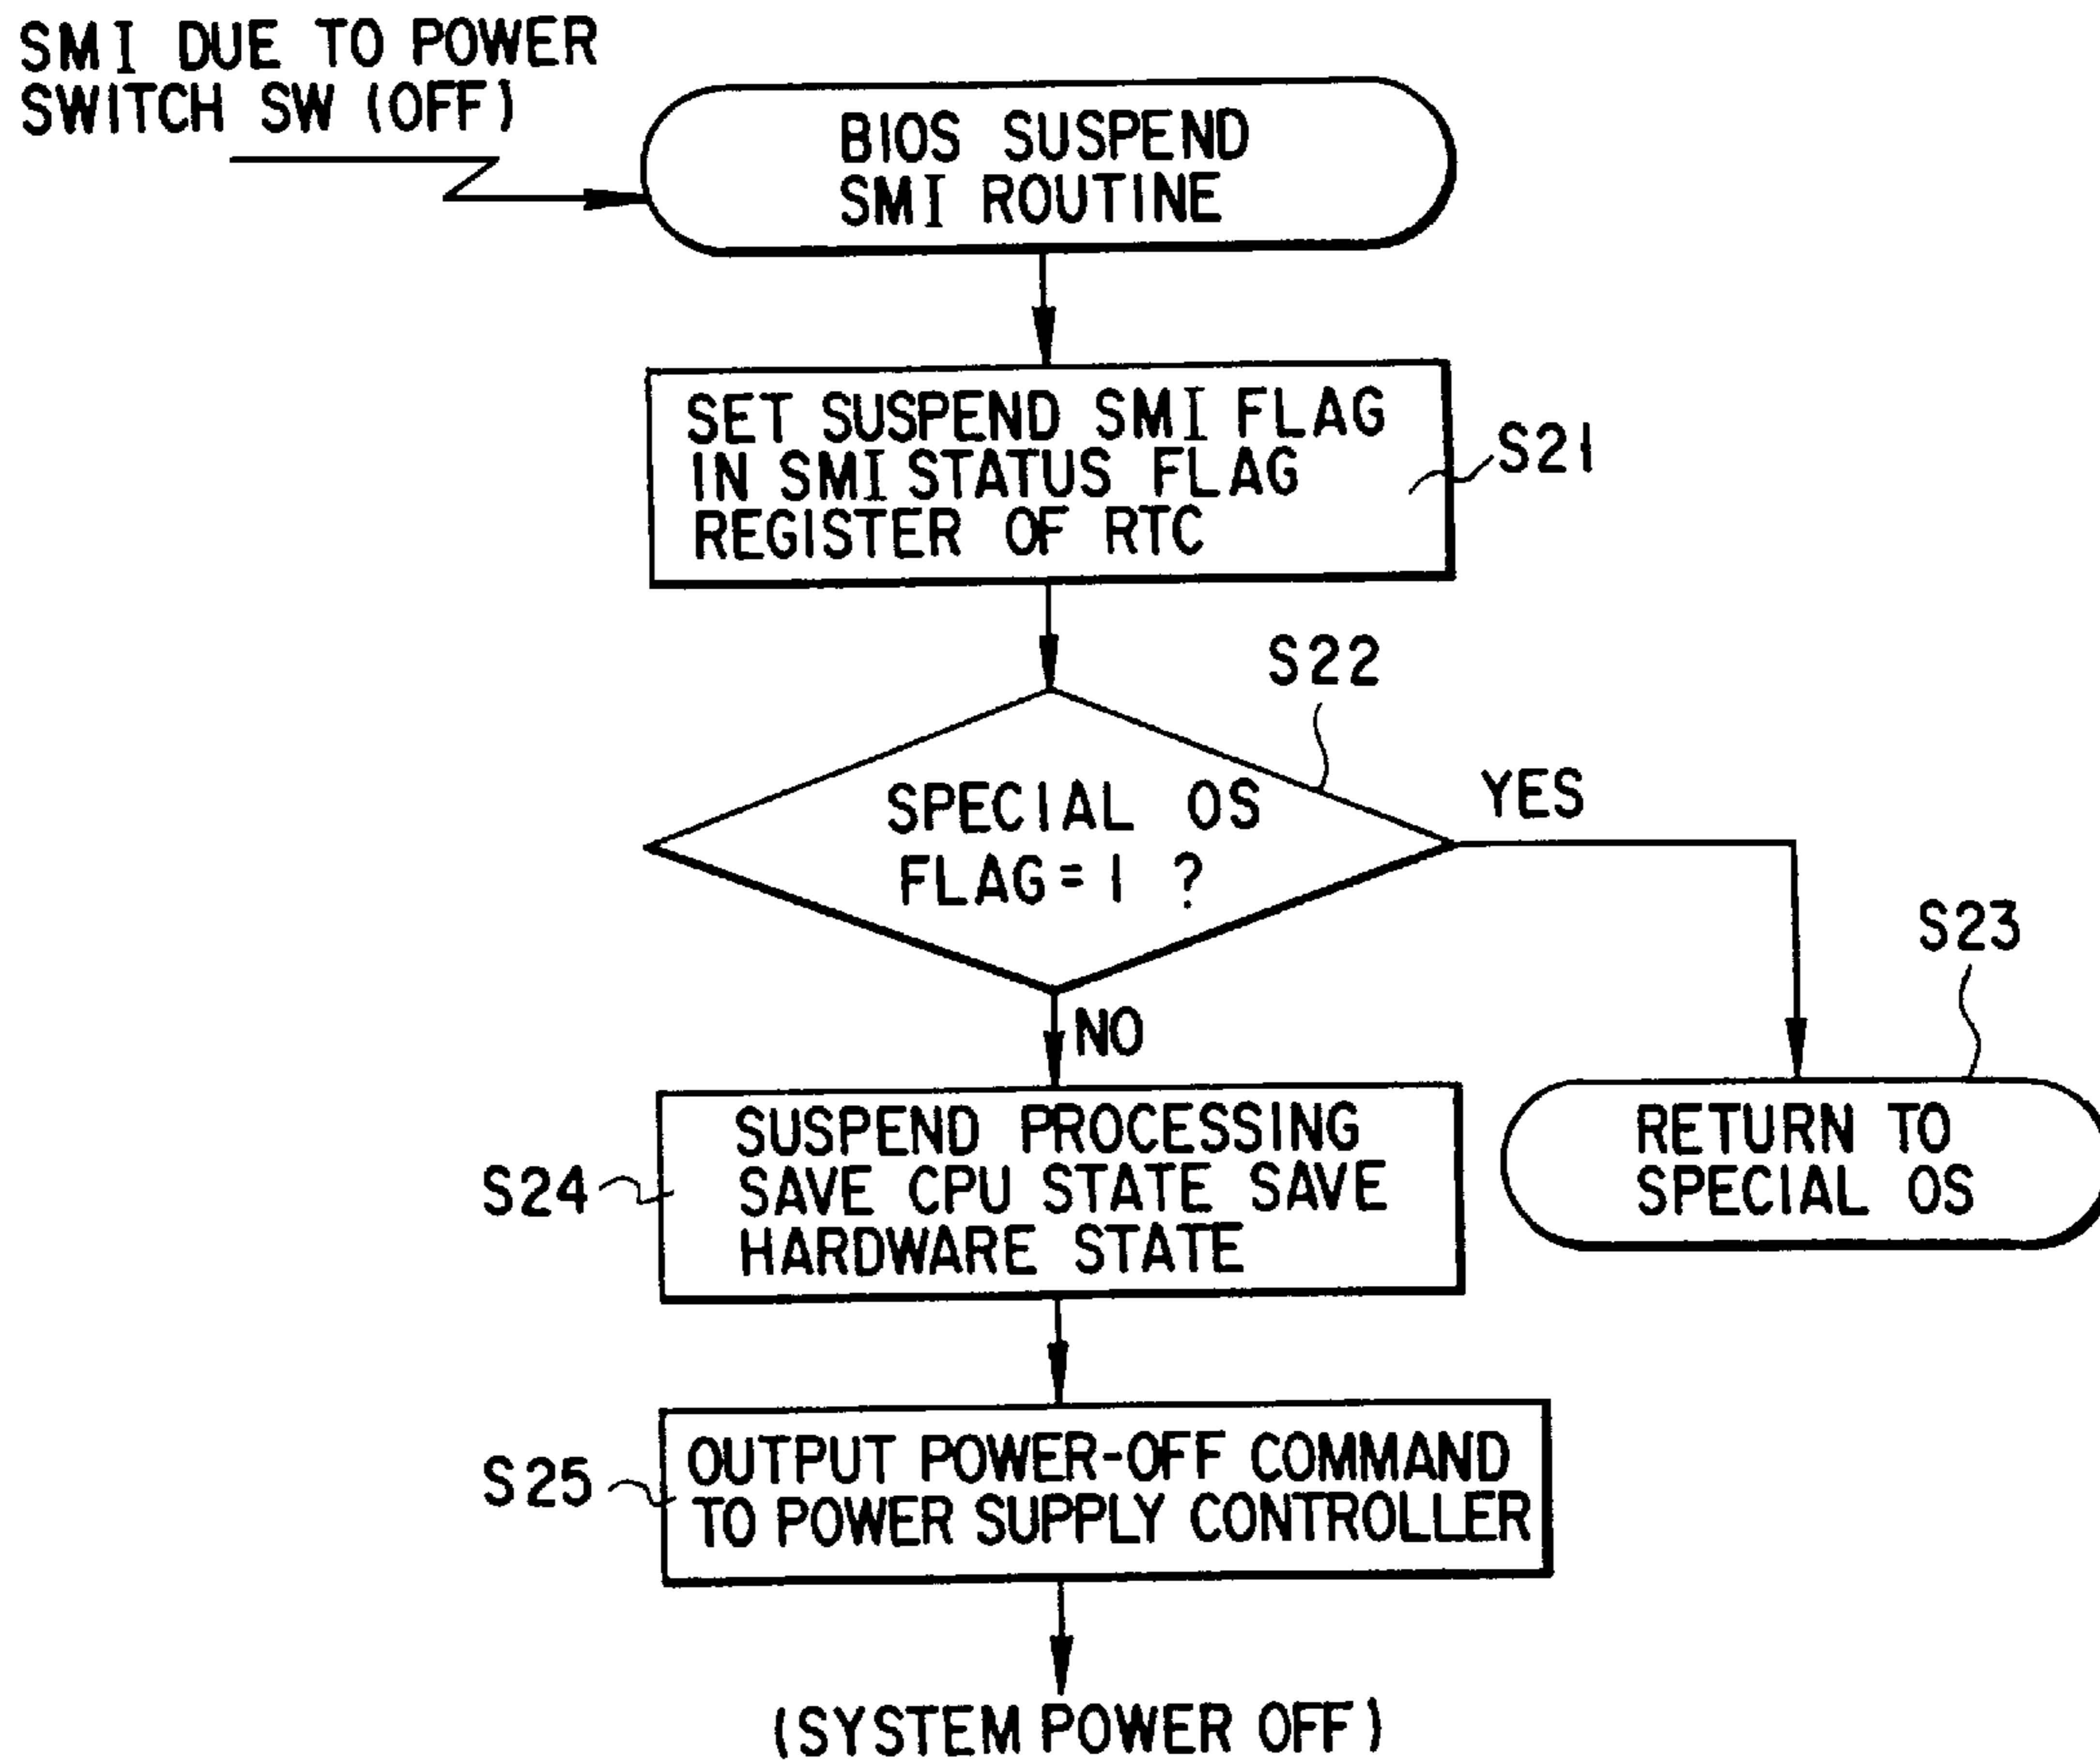 SMI DUE TO POWER
SWITCH SW (OFF)
BIOS SUSPEND
SMI ROUTINE
SET SUSPEND SMI FLAG
IN SMI STATUS FLAG
REGISTER OF RTC
S21
S22
SPECIAL OS
FLAG=1 ?
YES
NO
S23
RETURN TO
SPECIAL OS
S24
SUSPEND PROCESSING
SAVE CPU STATE SAVE
HARDWARE STATE
S25
OUTPUT POWER-OFF COMMAND
TO POWER SUPPLY CONTROLLER
(SYSTEM POWER OFF)